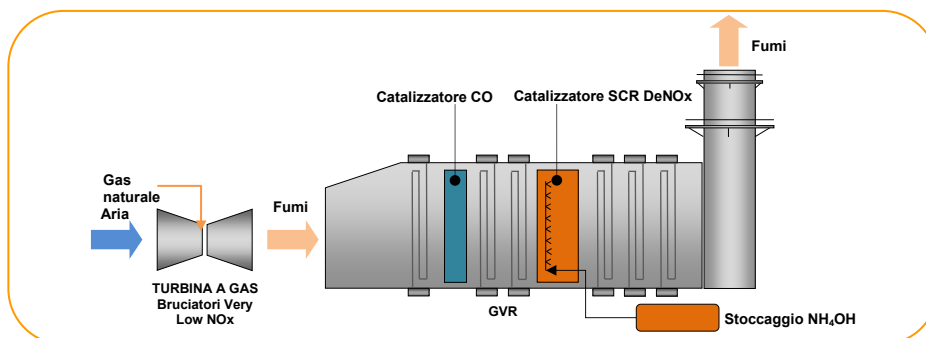 Fumi
Catalizzatore CO
Catalizzatore SCR DeNOx
Gas
naturale
Aria
Fumi
TURBINA A GAS
Bruciatori Very
Low NOx
GVR
Stoccaggio NH₄OH